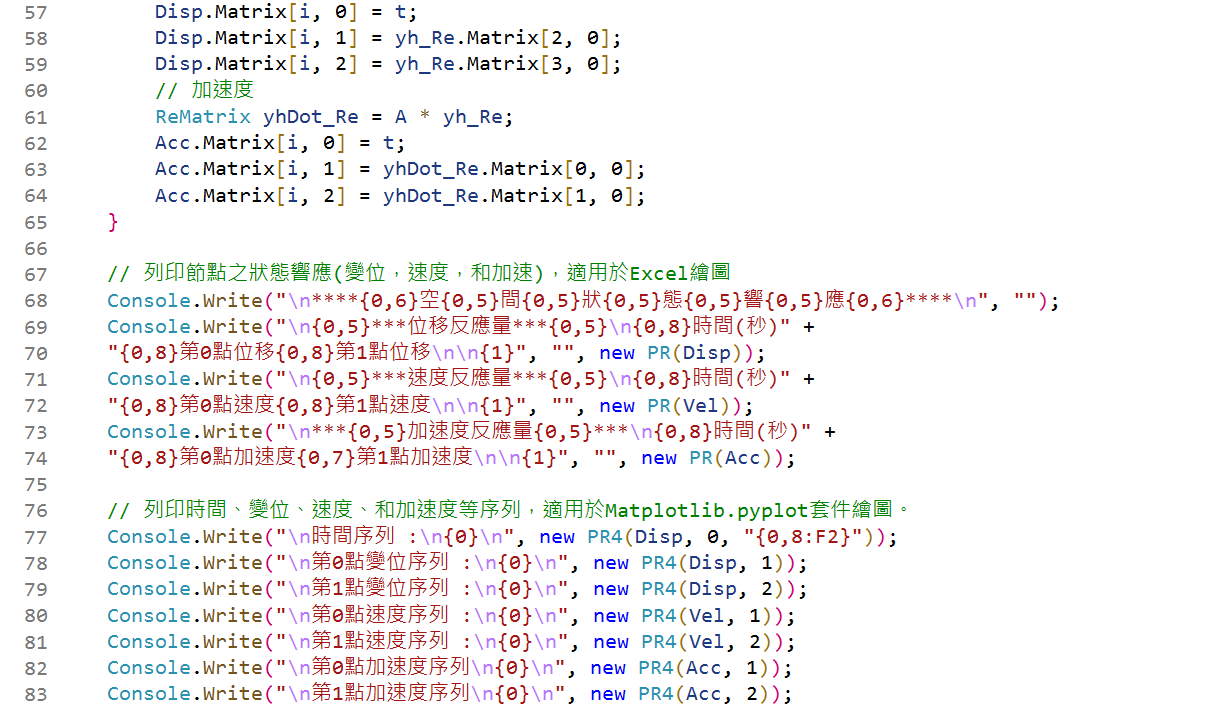 57 Disp.Matrix[i, 0] = t;
58 Disp.Matrix[i, 1] = yh_Re.Matrix[2, 0];
59 Disp.Matrix[i, 2] = yh_Re.Matrix[3, 0];
60 // 加速度
61 ReMatrix yhDot_Re = A * yh_Re;
62 Acc.Matrix[i, 0] = t;
63 Acc.Matrix[i, 1] = yhDot_Re.Matrix[0, 0];
64 Acc.Matrix[i, 2] = yhDot_Re.Matrix[1, 0];
65 }
66
67 // 列印節點之狀態響應(變位，速度，和加速)，適用於Excel繪圖
68 Console.Write("\n****{0,6}空{0,5}間{0,5}狀{0,5}態{0,5}響{0,5}應{0,6}****\n", "");
69 Console.Write("\n{0,5}***位移反應量***{0,5}\n{0,8}時間(秒)" +
70 "{0,8}第0點位移{0,8}第1點位移\n\n{1}", "", new PR(Disp));
71 Console.Write("\n{0,5}***速度反應量***{0,5}\n{0,8}時間(秒)" +
72 "{0,8}第0點速度{0,8}第1點速度\n\n{1}", "", new PR(Vel));
73 Console.Write("\n***{0,5}加速度反應量{0,5}***\n{0,8}時間(秒)" +
74 "{0,8}第0點加速度{0,7}第1點加速度\n\n{1}", "", new PR(Acc));
75
76 // 列印時間、變位、速度、和加速度等序列，適用於Matplotlib.pyplot套件繪圖。
77 Console.Write("\n時間序列 :\n{0}\n", new PR4(Disp, 0, "{0,8:F2}"));
78 Console.Write("\n第0點變位序列 :\n{0}\n", new PR4(Disp, 1));
79 Console.Write("\n第1點變位序列 :\n{0}\n", new PR4(Disp, 2));
80 Console.Write("\n第0點速度序列 :\n{0}\n", new PR4(Vel, 1));
81 Console.Write("\n第1點速度序列 :\n{0}\n", new PR4(Vel, 2));
82 Console.Write("\n第0點加速度序列\n{0}\n", new PR4(Acc, 1));
83 Console.Write("\n第1點加速度序列\n{0}\n", new PR4(Acc, 2));